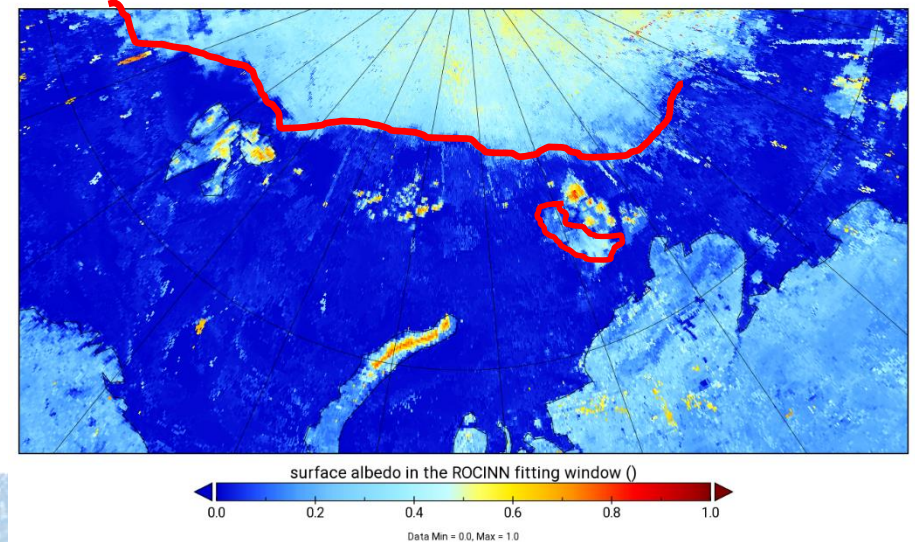 surface albedo in the ROCINN fitting window ()
0.0 0.2 0.4 0.6 0.8 1.0
Data Min = 0.0, Max = 1.0